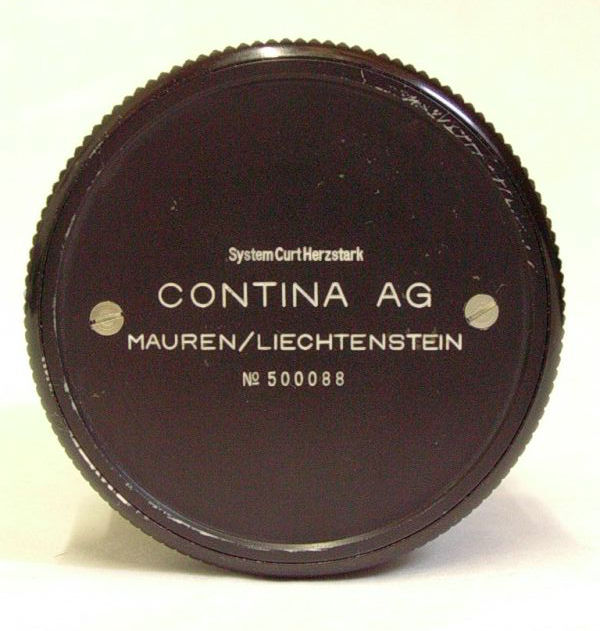 System Curt Herzstark
CONTINA AG
MAUREN/LIECHTENSTEIN
№ 500088